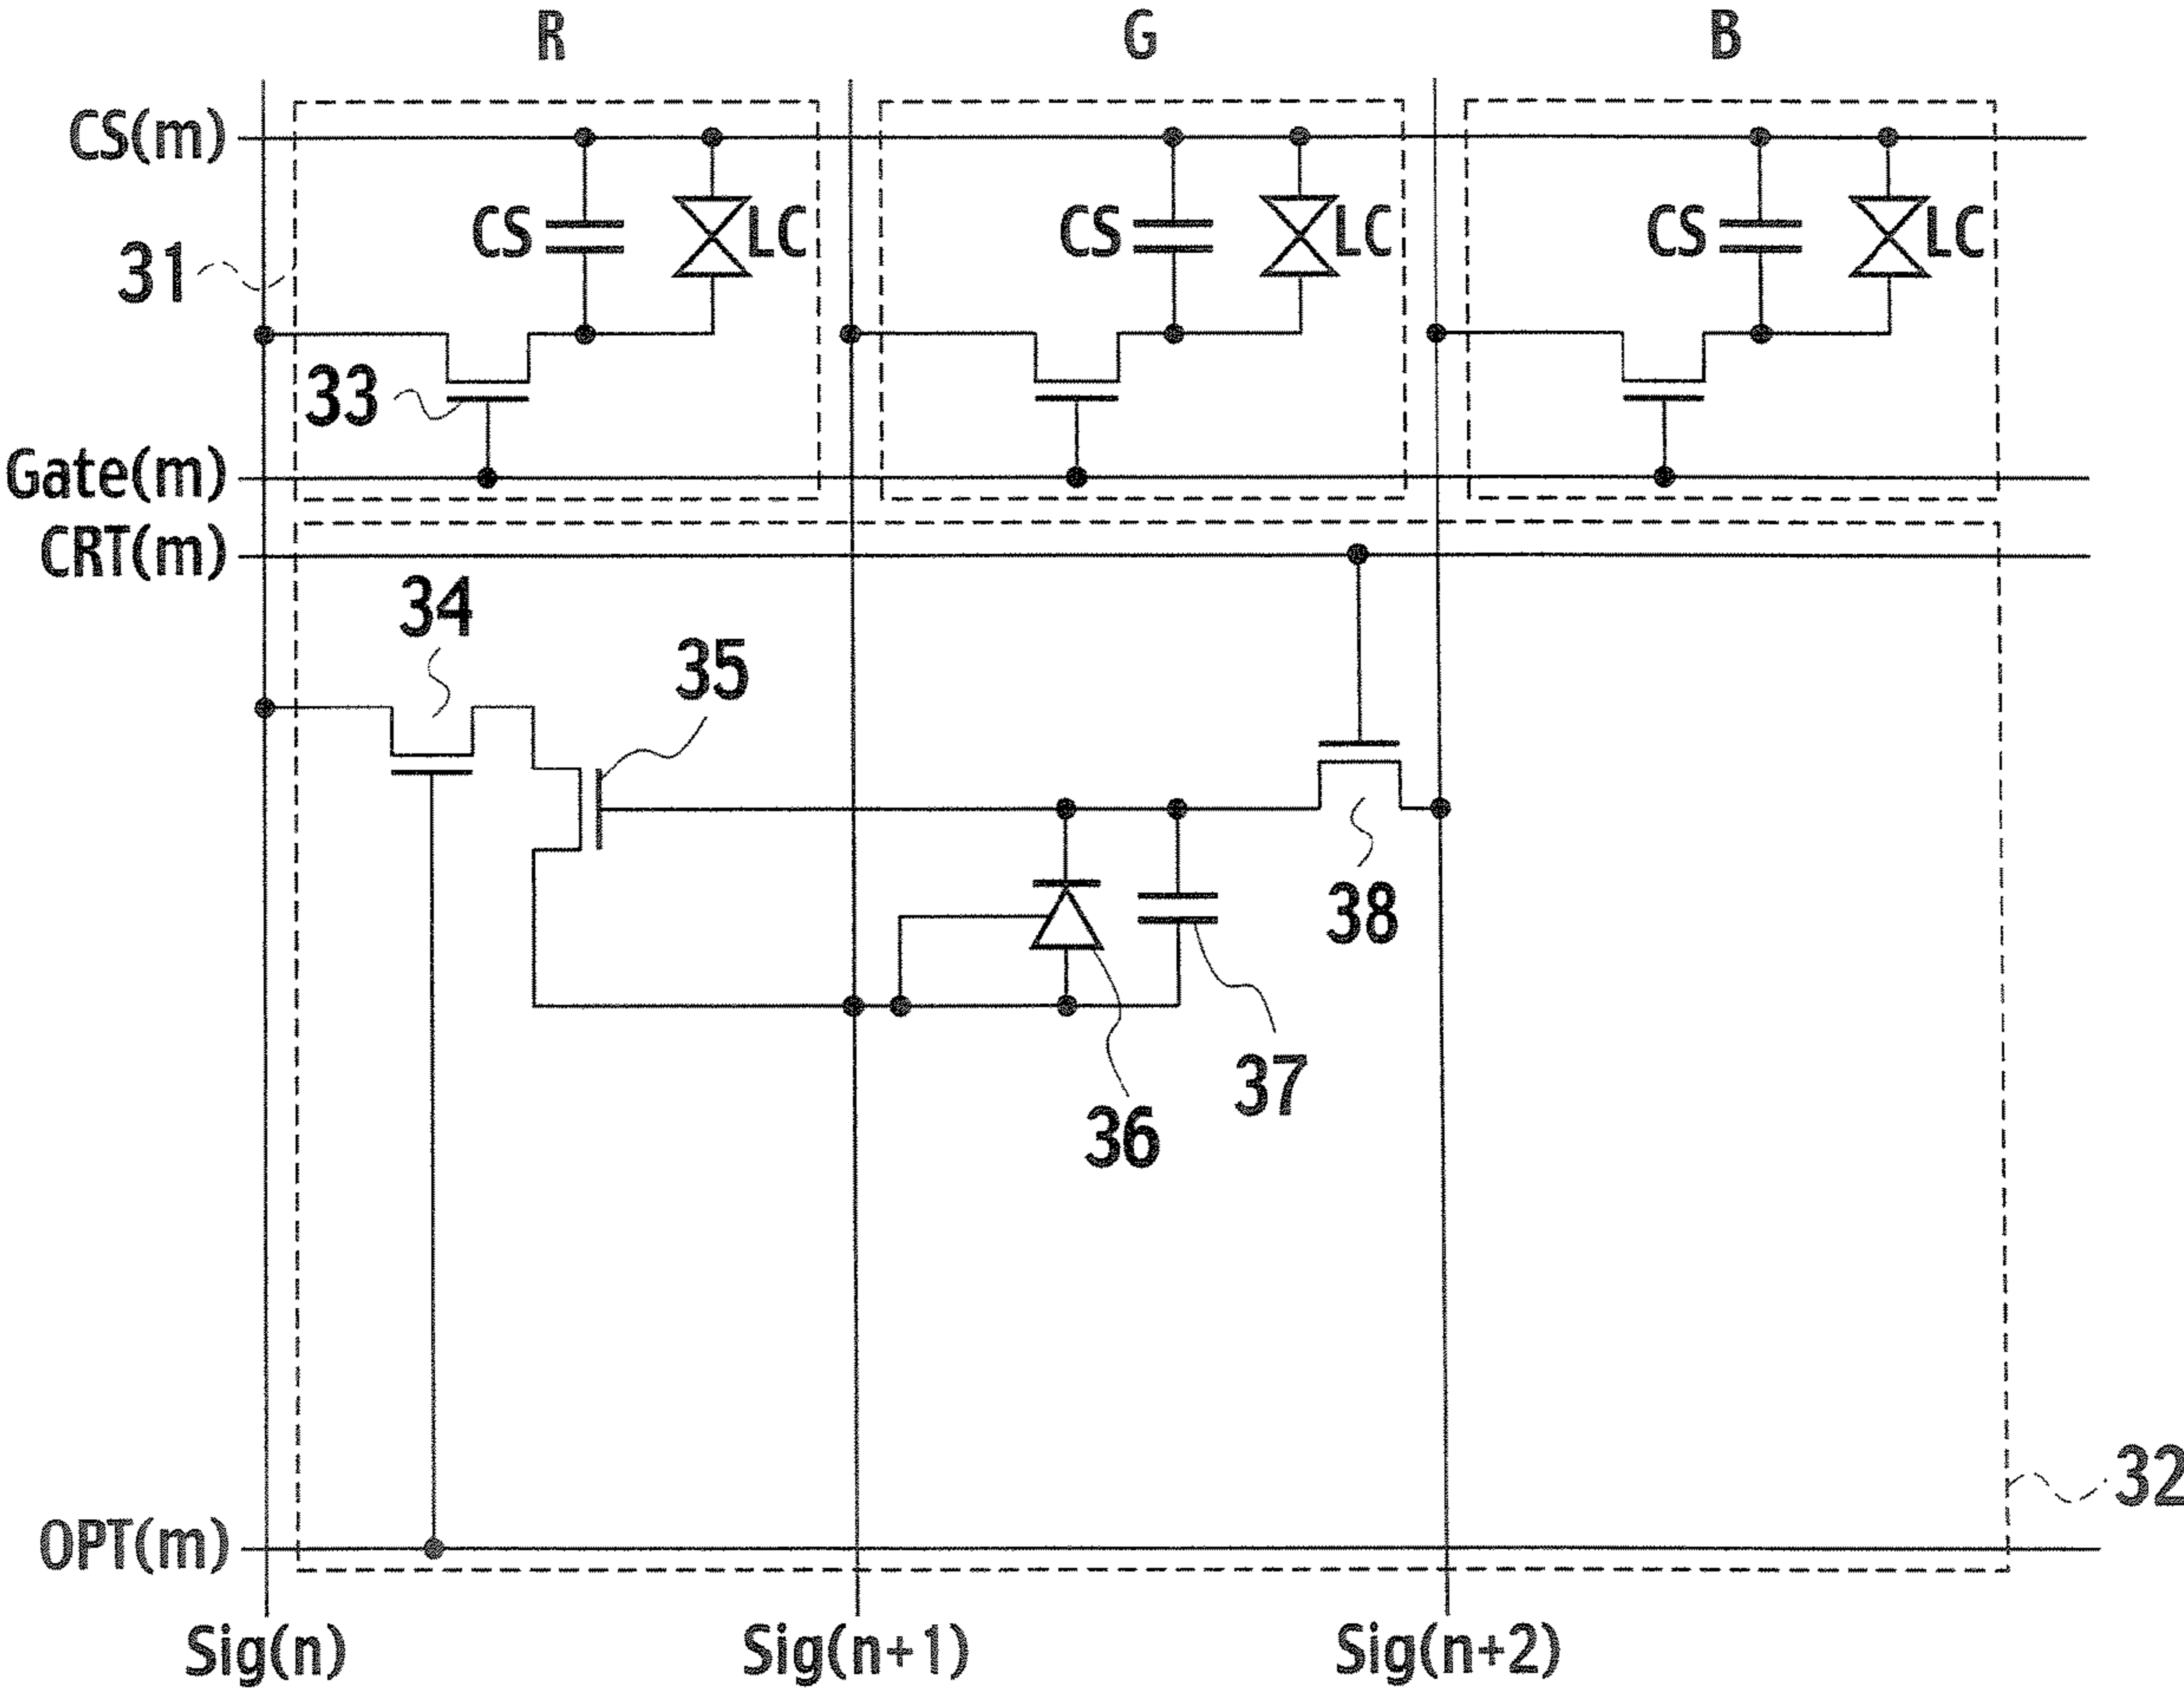 R G B
CS(m)
CS LC CS LC CS LC
31
33
Gate(m)
CRT(m)
34
35
38
37
36
32
OPT(m)
Sig(n) Sig(n+1) Sig(n+2)